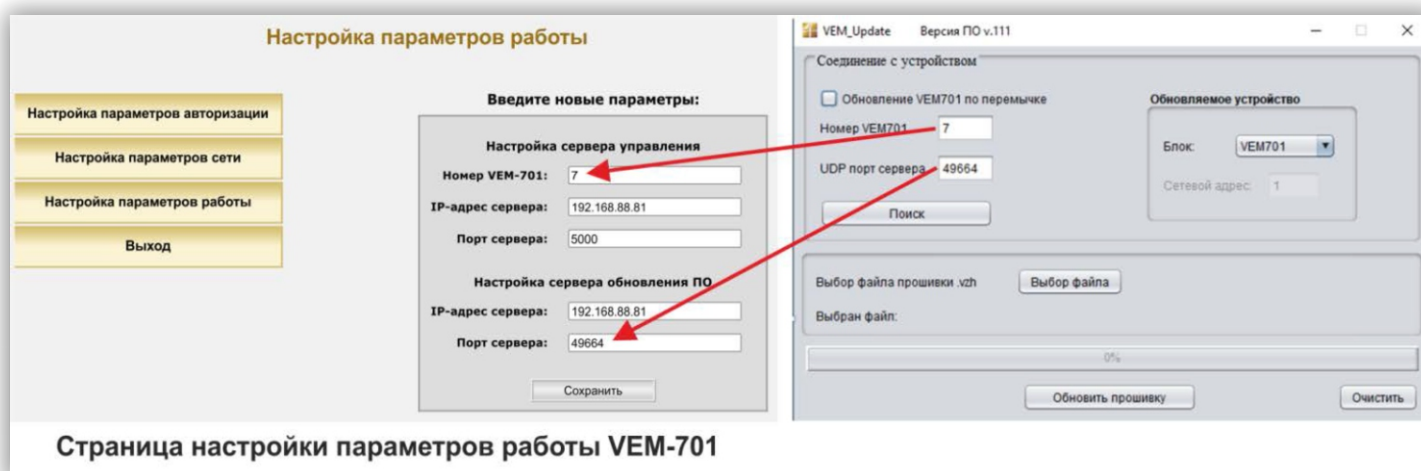 Настройка параметров работы
Настройка параметров авторизации
Настройка параметров сети
Настройка параметров работы
Выход
Введите новые параметры:
Настройка сервера управления
Номер VEM-701: 7
IP-адрес сервера: 192.168.88.81
Порт сервера: 5000
Настройка сервера обновления ПО
IP-адрес сервера: 192.168.88.81
Порт сервера: 49664
Сохранить
VEM_Update Версия ПО v.111
Соединение с устройством
Обновление VEM701 по перемычке
Номер VEM701 7
UDP порт сервера 49664
Поиск
Обновляемое устройство
Блок: VEM701
Сетевой адрес: 1
Выбор файла прошивки .vzh Выбор файла
Выбран файл:
0%
Обновить прошивку Очистить
Страница настройки параметров работы VEM-701